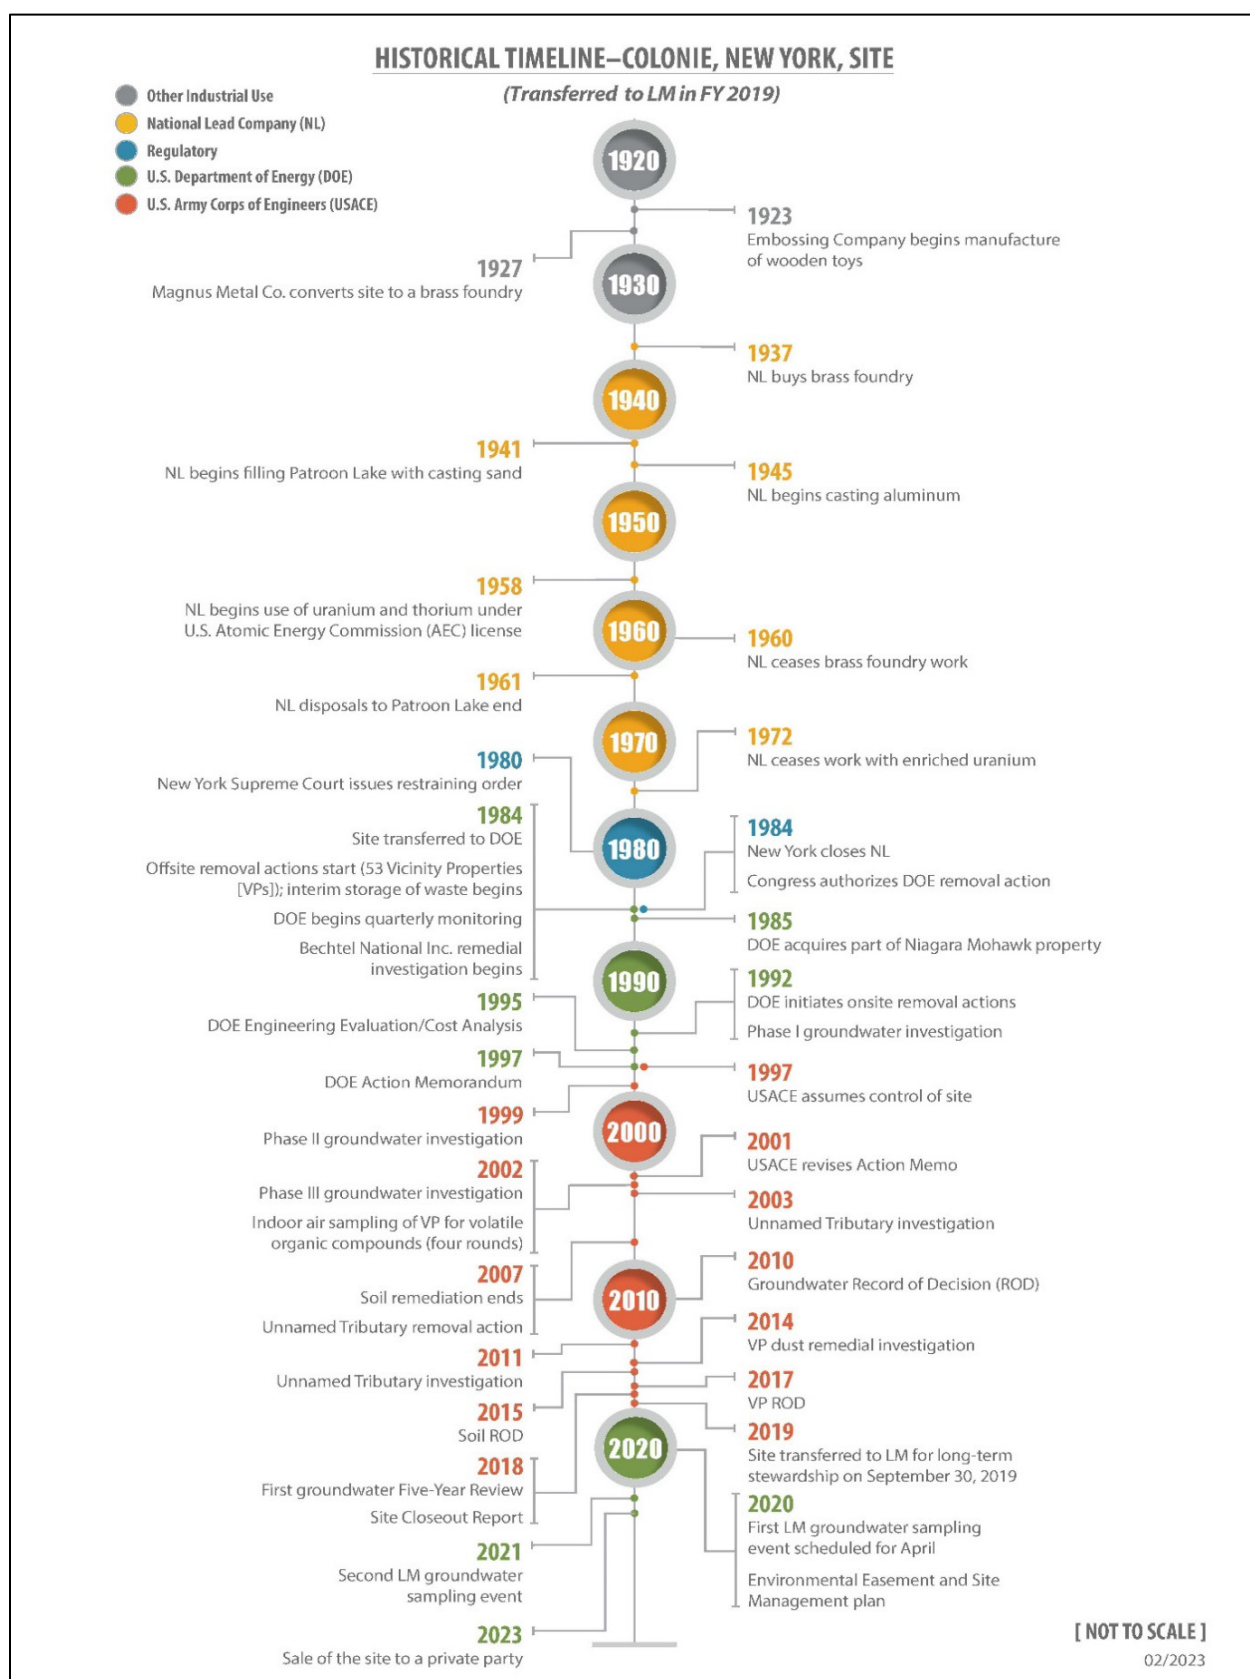 HISTORICAL TIMELINE–COLONIE, NEW YORK, SITE
(Transferred to LM in FY 2019)
Other Industrial Use
National Lead Company (NL)
Regulatory
U.S. Department of Energy (DOE)
U.S. Army Corps of Engineers (USACE)
1920
1923
Embossing Company begins manufacture
of wooden toys
1927
Magnus Metal Co. converts site to a brass foundry
1930
1937
NL buys brass foundry
1940
1941
NL begins filling Patroon Lake with casting sand
1945
NL begins casting aluminum
1950
1958
NL begins use of uranium and thorium under
U.S. Atomic Energy Commission (AEC) license
1960
1960
NL ceases brass foundry work
1961
NL disposals to Patroon Lake end
1970
1972
NL ceases work with enriched uranium
1980
New York Supreme Court issues restraining order
1980
1984
Site transferred to DOE
Offsite removal actions start (53 Vicinity Properties
[VPs]); interim storage of waste begins
DOE begins quarterly monitoring
Bechtel National Inc. remedial
investigation begins
1984
New York closes NL
Congress authorizes DOE removal action
1985
DOE acquires part of Niagara Mohawk property
1990
1992
DOE initiates onsite removal actions
Phase I groundwater investigation
1995
DOE Engineering Evaluation/Cost Analysis
1997
DOE Action Memorandum
1997
USACE assumes control of site
1999
Phase II groundwater investigation
2000
2001
USACE revises Action Memo
2002
Phase III groundwater investigation
Indoor air sampling of VP for volatile
organic compounds (four rounds)
2003
Unnamed Tributary investigation
2007
Soil remediation ends
Unnamed Tributary removal action
2010
2010
Groundwater Record of Decision (ROD)
2011
Unnamed Tributary investigation
2014
VP dust remedial investigation
2015
Soil ROD
2017
VP ROD
2018
First groundwater Five-Year Review
Site Closeout Report
2019
Site transferred to LM for long-term
stewardship on September 30, 2019
2020
2020
First LM groundwater sampling
event scheduled for April
Environmental Easement and Site
Management plan
2021
Second LM groundwater
sampling event
2023
Sale of the site to a private party
[ NOT TO SCALE ]
02/2023